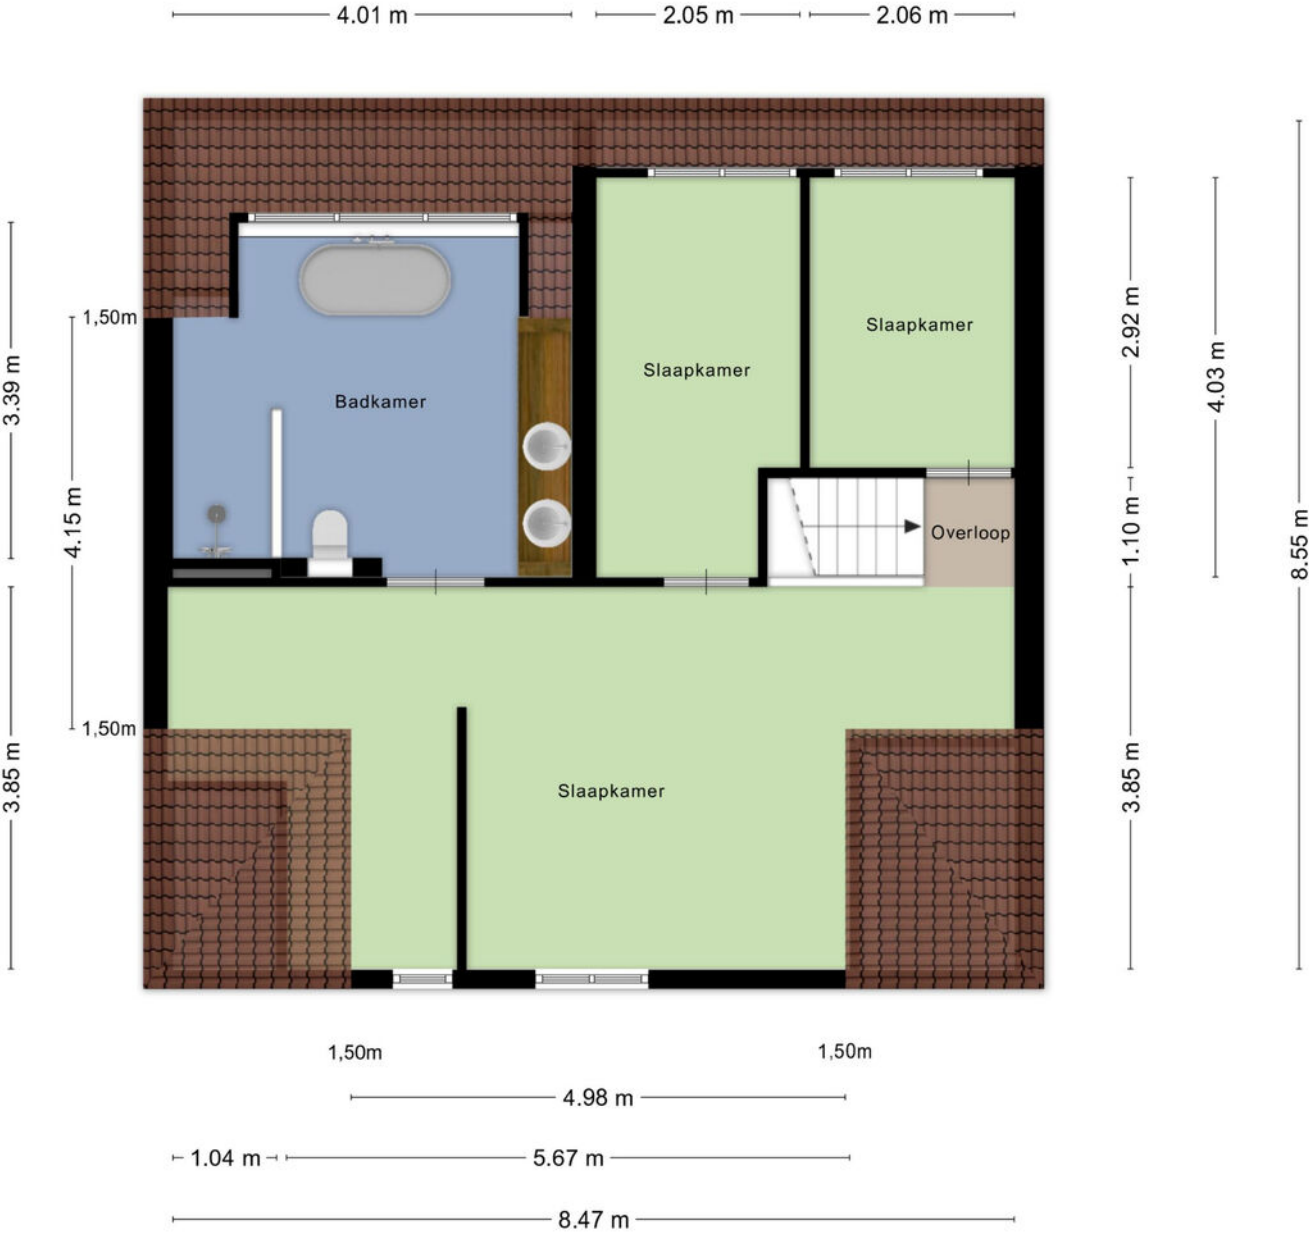 4.01 m
2.05 m
2.06 m
1,50m
3.39 m
4.15 m
1,50m
3.85 m
Slaapkamer
Slaapkamer
Badkamer
Overloop
Slaapkamer
2.92 m
4.03 m
1.10 m
8.55 m
3.85 m
1,50m
1,50m
4.98 m
1.04 m
5.67 m
8.47 m